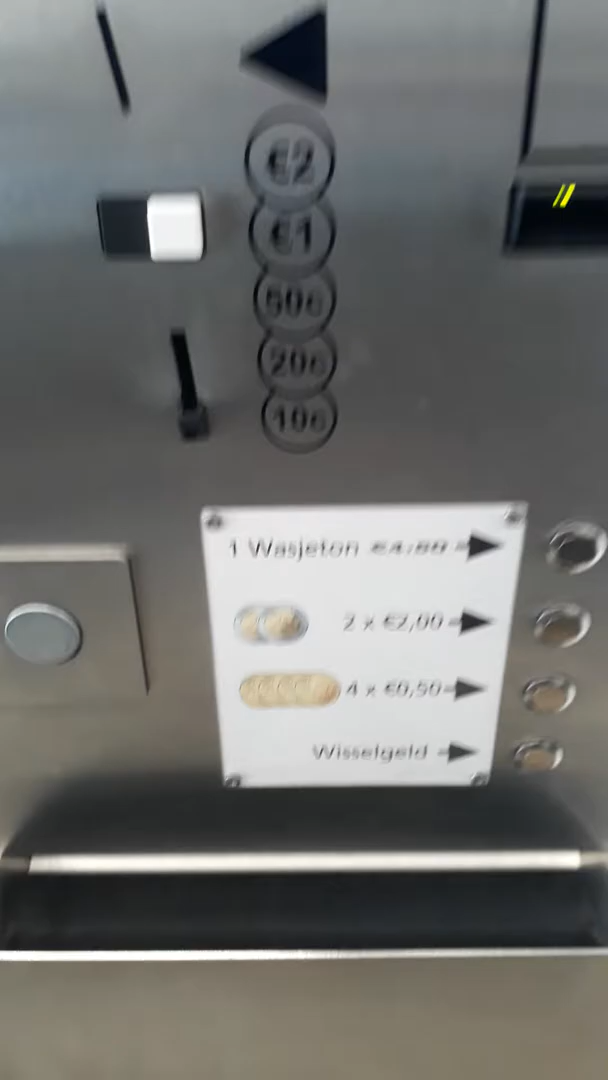 €2
€1
50c
20c
10c
1 Wasjeton
2 x €2,00
4 x €0,50
Wisselgeld